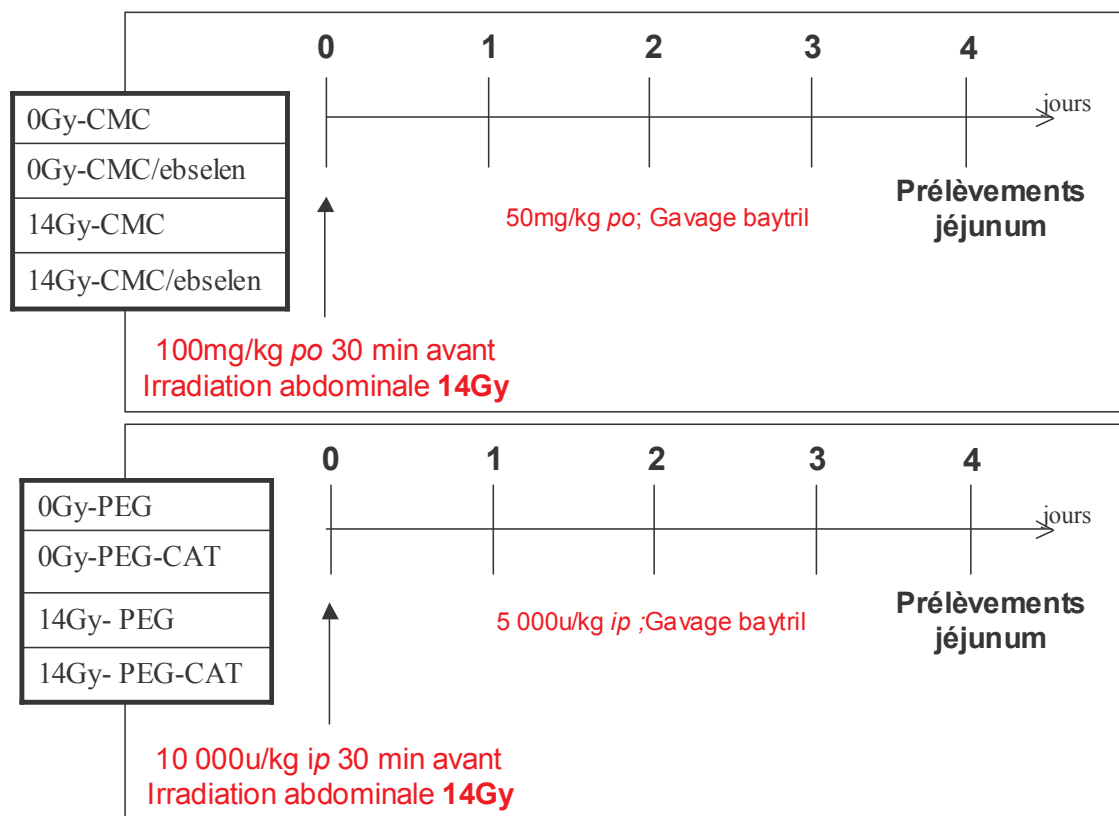 0 1 2 3 4
jours
0Gy-CMC
0Gy-CMC/ebselen
14Gy-CMC
14Gy-CMC/ebselen
50mg/kg po; Gavage baytril
Prélèvements
jéjunum
100mg/kg po 30 min avant
Irradiation abdominale 14Gy
0 1 2 3 4
jours
0Gy-PEG
0Gy-PEG-CAT
14Gy- PEG
14Gy- PEG-CAT
5 000u/kg ip ;Gavage baytril
Prélèvements
jéjunum
10 000u/kg ip 30 min avant
Irradiation abdominale 14Gy